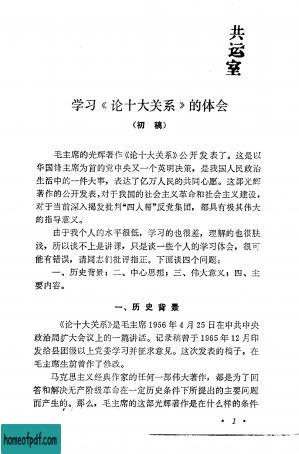 共运室
学习《论十大关系》的体会
(初 稿)
毛主席的光辉著作《论十大关系》公开发表了。这是以
华国锋主席为首的党中央又一个英明决策，是我国人民政治
生活中的一件大事，表达了亿万人民的共同心愿。这部光辉
著作的公开发表，对于我国的社会主义革命和社会主义建设，
对于当前深入揭发批判“四人帮”反党集团，都具有极其伟大
的指导意义。
由于我个人的水平很低，学习的也很差，理解的也很肤
浅，所以谈不上是讲课，只是谈一些个人的学习体会，很可
能有错误，请同志们批评指正。下面谈四个问题：
一、历史背景；二、中心思想；三、伟大意义；四、主
要内容。
一、历 史 背 景
《论十大关系》是毛主席1956年4月25日在中共中央
政治局扩大会议上的一篇讲话。记录稿曾于1965年12月印
发给县团级以上党委学习并征求意见。这次发表的稿子，在
毛主席生前曾作了修改。
马克思主义经典作家的任何一部伟大著作，都是为了回
答和解决无产阶级革命在一定历史条件下所提出的主要问题
而产生的。那么，毛主席的这部光辉著作是在什么样的条件
• 1 •
homeofpdf.com
homeofpdf.com